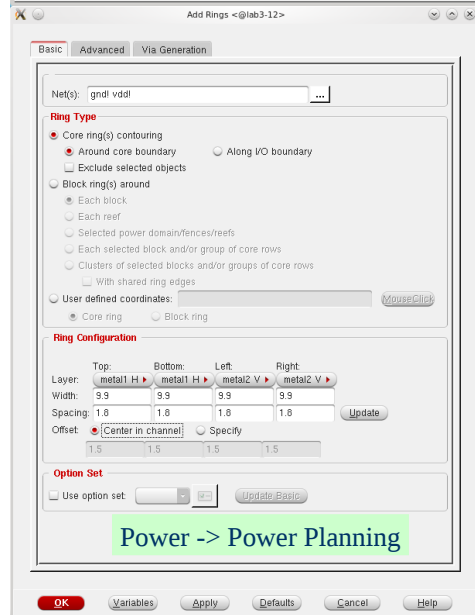 Add Rings <@lab3-12>
Basic Advanced Via Generation
Net(s): gnd! vdd! ...
Ring Type
Core ring(s) contouring
Around core boundary Along I/O boundary
Exclude selected objects
Block ring(s) around
Each block
Each reef
Selected power domain/fences/reefs
Each selected block and/or group of core rows
Clusters of selected blocks and/or groups of core rows
With shared ring edges
User defined coordinates: MouseClick
Core ring Block ring
Ring Configuration
Top: Bottom: Left: Right:
Layer: metal1 H metal1 H metal2 V metal2 V
Width: 9.9 9.9 9.9 9.9
Spacing: 1.8 1.8 1.8 1.8 Update
Offset: Center in channel Specify
1.5 1.5 1.5 1.5
Option Set
Use option set: Update Basic
Power -> Power Planning
OK Variables Apply Defaults Cancel Help